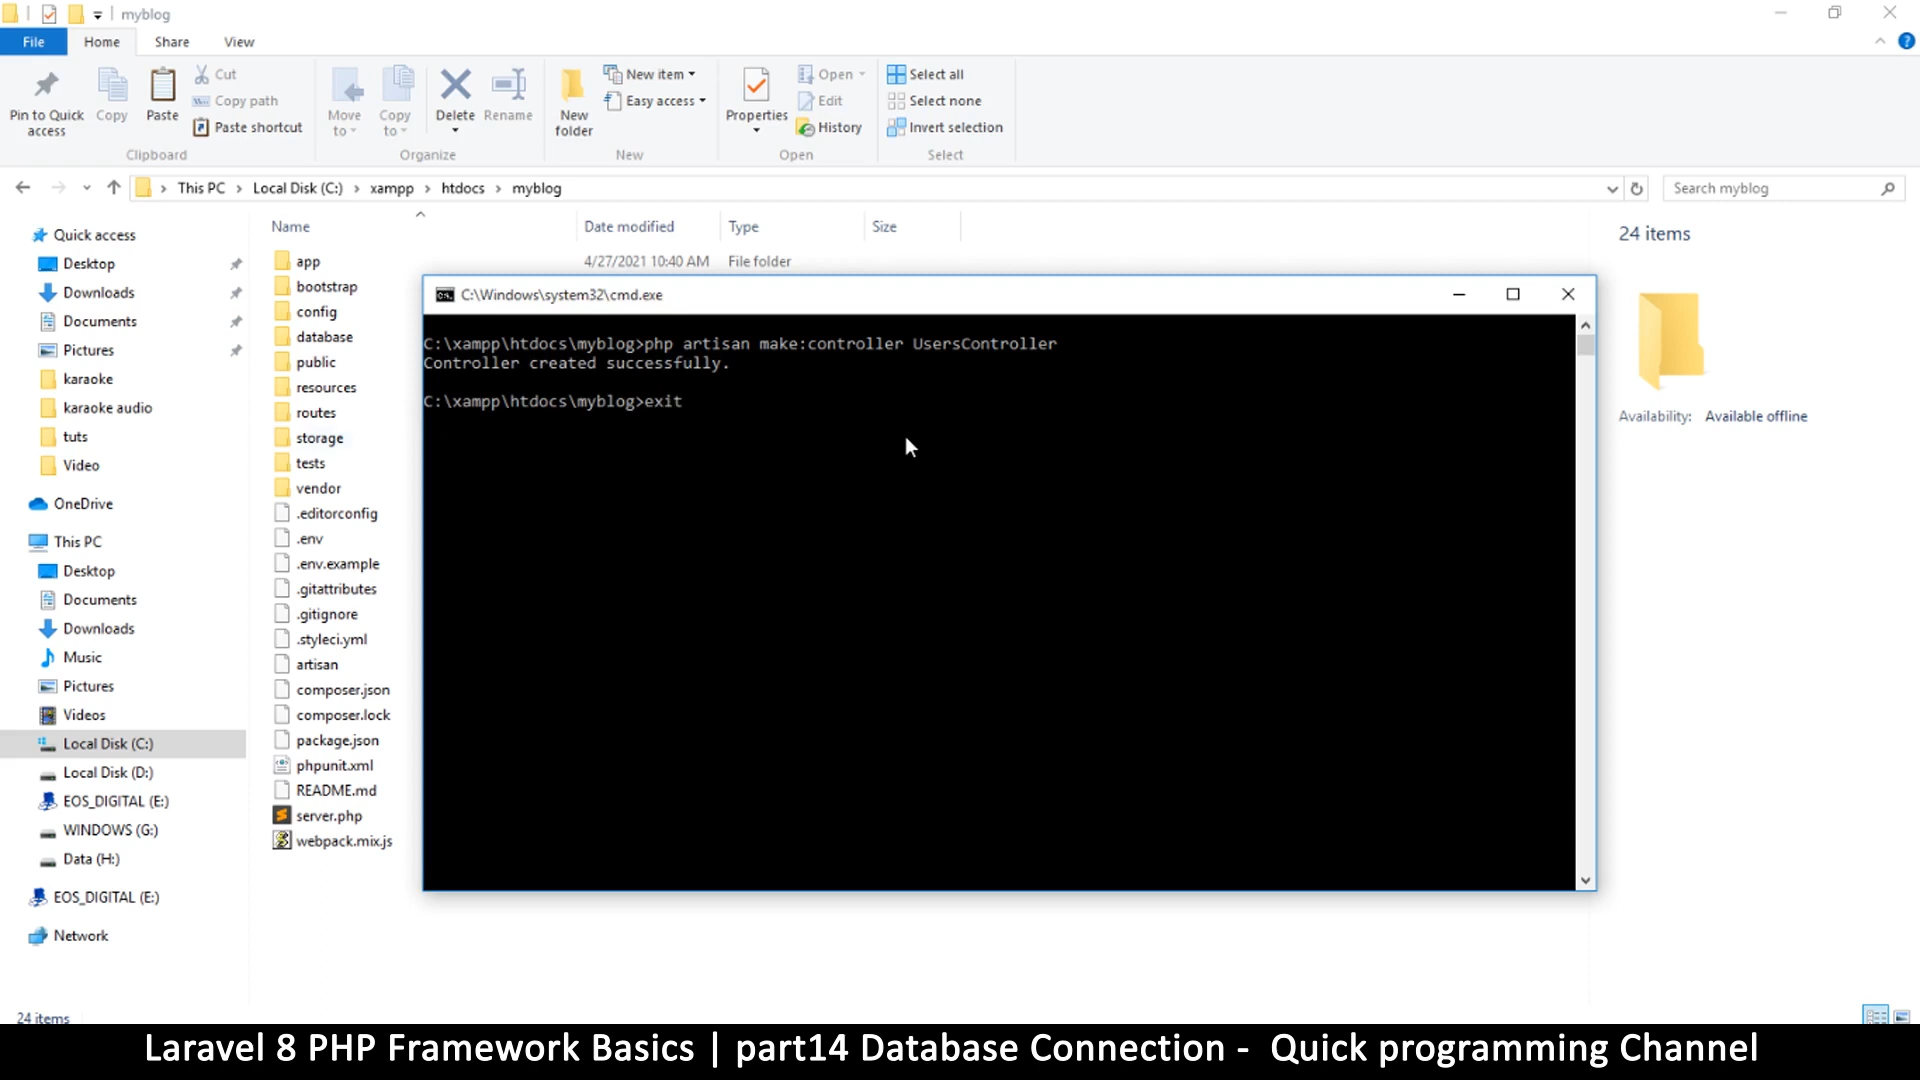 myblog
File Home Share View
Pin to Quick access
Copy
Paste
Cut
Copy path
Paste shortcut
Clipboard
Move to
Copy to
Delete
Rename
Organize
New folder
New item
Easy access
New
Properties
Open
Edit
History
Open
Select all
Select none
Invert selection
Select
This PC › Local Disk (C:) › xampp › htdocs › myblog
Search myblog
Quick access
Desktop
Downloads
Documents
Pictures
karaoke
karaoke audio
tuts
Video
OneDrive
This PC
Desktop
Documents
Downloads
Music
Pictures
Videos
Local Disk (C:)
Local Disk (D:)
EOS_DIGITAL (E:)
WINDOWS (G:)
Data (H:)
EOS_DIGITAL (E:)
Network
Name Date modified Type Size
app 4/27/2021 10:40 AM File folder
bootstrap
config
database
public
resources
routes
storage
tests
vendor
.editorconfig
.env
.env.example
.gitattributes
.gitignore
.styleci.yml
artisan
composer.json
composer.lock
package.json
phpunit.xml
README.md
server.php
webpack.mix.js
C:\Windows\system32\cmd.exe
C:\xampp\htdocs\myblog>php artisan make:controller UsersController
Controller created successfully.
C:\xampp\htdocs\myblog>exit
24 items
Availability: Available offline
24 items
Laravel 8 PHP Framework Basics | part14 Database Connection - Quick programming Channel